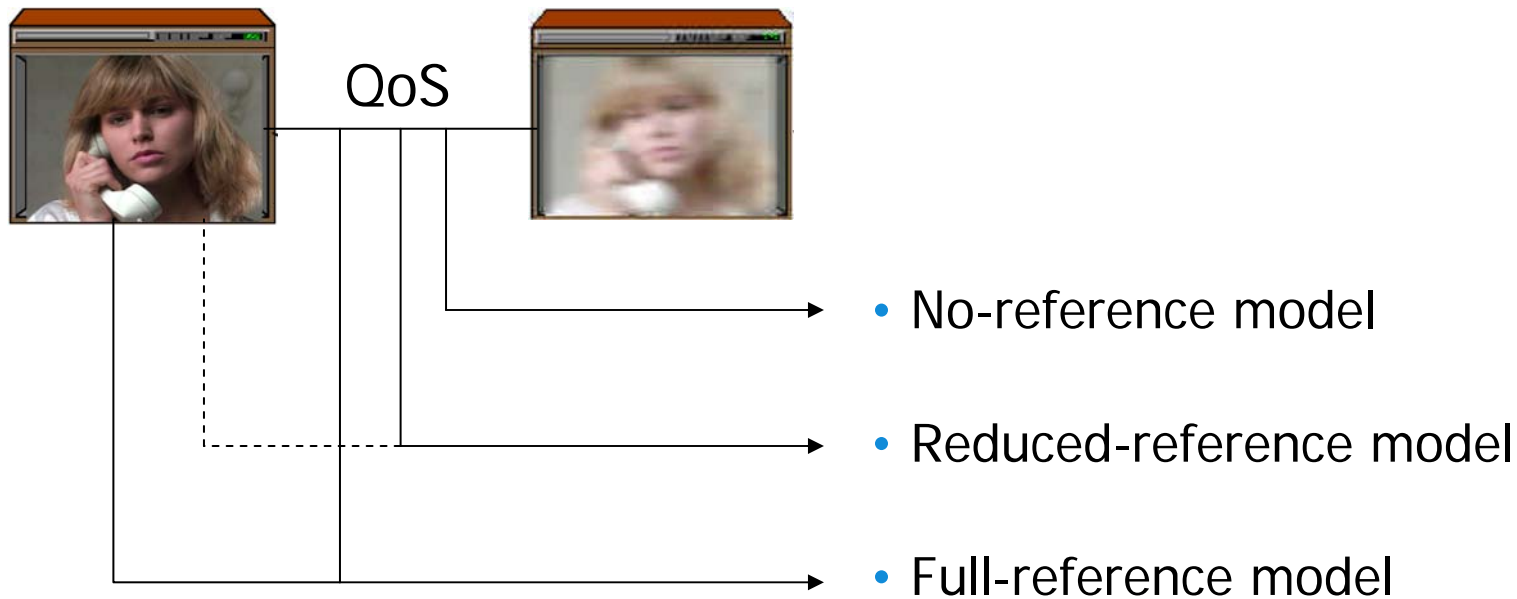 QoS
• No-reference model
• Reduced-reference model
• Full-reference model